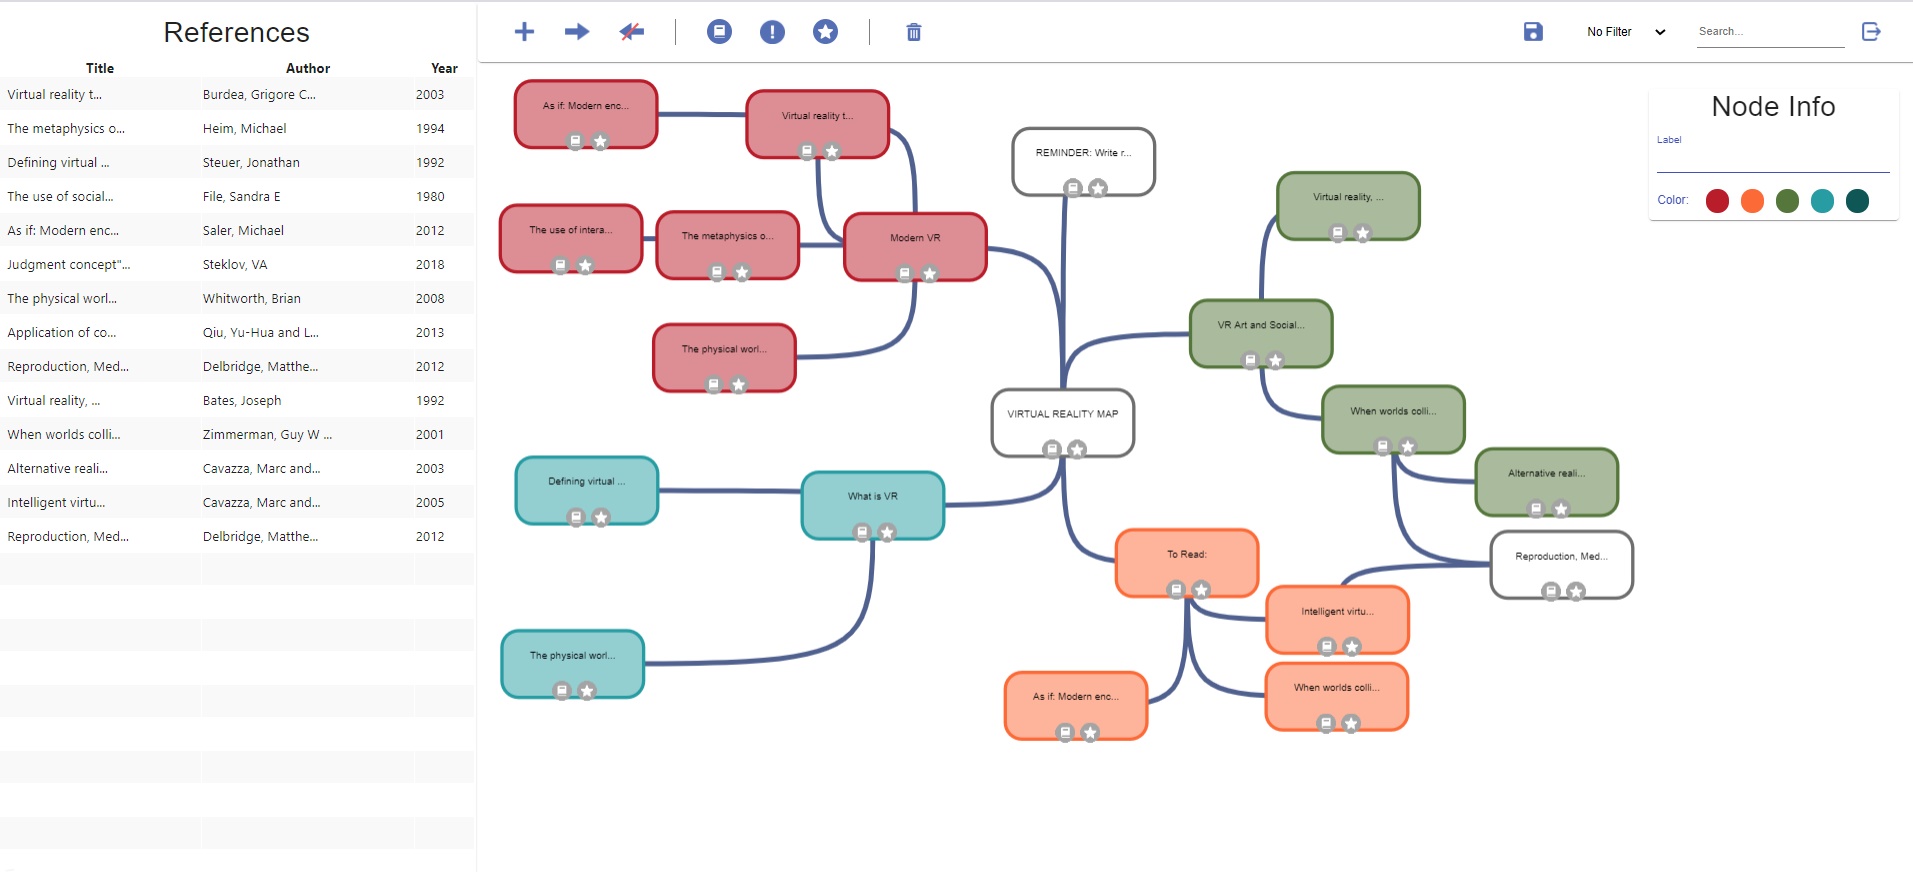 References
Title Author Year
Virtual reality t... Burdea, Grigore C... 2003
The metaphysics o... Heim, Michael 1994
Defining virtual ... Steuer, Jonathan 1992
The use of social... File, Sandra E 1980
As if: Modern enc... Saler, Michael 2012
Judgment concept"... Steklov, VA 2018
The physical worl... Whitworth, Brian 2008
Application of co... Qiu, Yu-Hua and L... 2013
Reproduction, Med... Delbridge, Matthe... 2012
Virtual reality, ... Bates, Joseph 1992
When worlds colli... Zimmerman, Guy W ... 2001
Alternative reali... Cavazza, Marc and... 2003
Intelligent virtu... Cavazza, Marc and... 2005
Reproduction, Med... Delbridge, Matthe... 2012
No Filter
Search...
As if: Modern enc...
Virtual reality t...
REMINDER: Write r...
The use of intera...
The metaphysics o...
Modern VR
The physical worl...
Virtual reality, ...
VR Art and Social...
VIRTUAL REALITY MAP
When worlds colli...
Alternative reali...
Defining virtual ...
What is VR
To Read:
Reproduction, Med...
Intelligent virtu...
The physical worl...
As if: Modern enc...
When worlds colli...
Node Info
Label
Color: